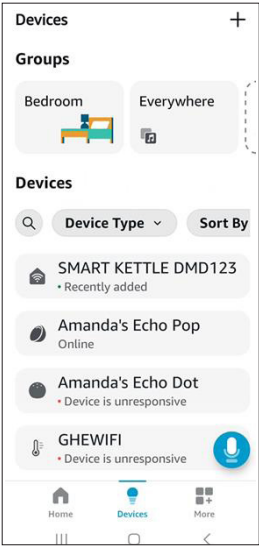 Devices
Groups
Bedroom
Everywhere
Devices
Device Type
Sort By
SMART KETTLE DMD123
• Recently added
Amanda's Echo Pop
Online
Amanda's Echo Dot
• Device is unresponsive
GHEWIFI
• Device is unresponsive
Home
Devices
More